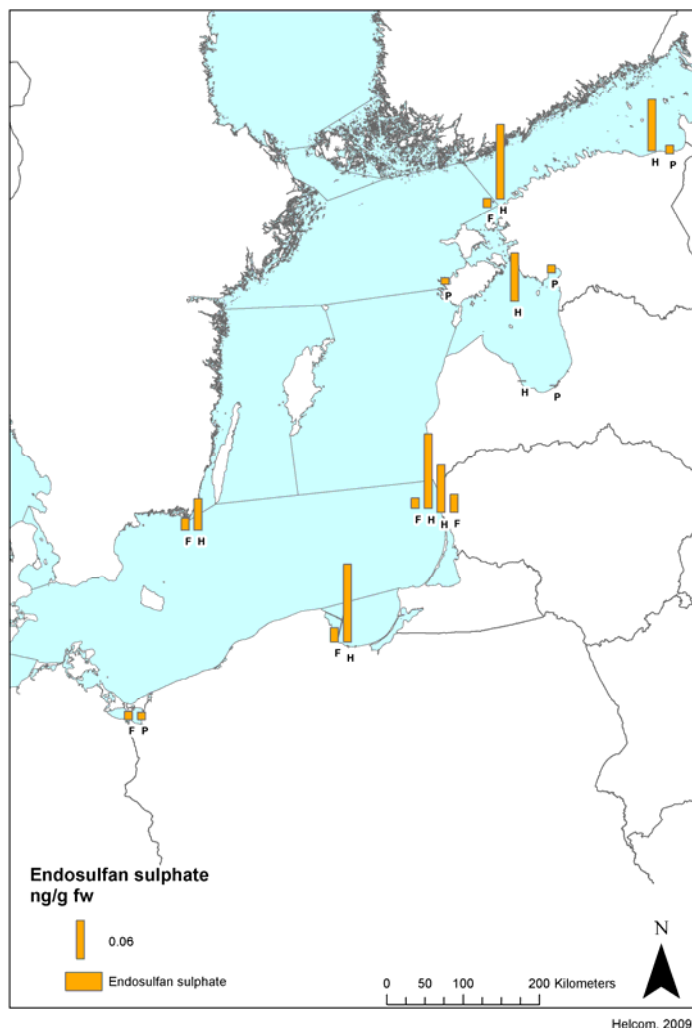 H
P
F
H
P
H
P
H
P
F
H
H
F
F
H
F
H
F
P
Endosulfan sulphate
ng/g fw
0.06
Endosulfan sulphate
N
0 50 100 200 Kilometers
Helcom, 2009